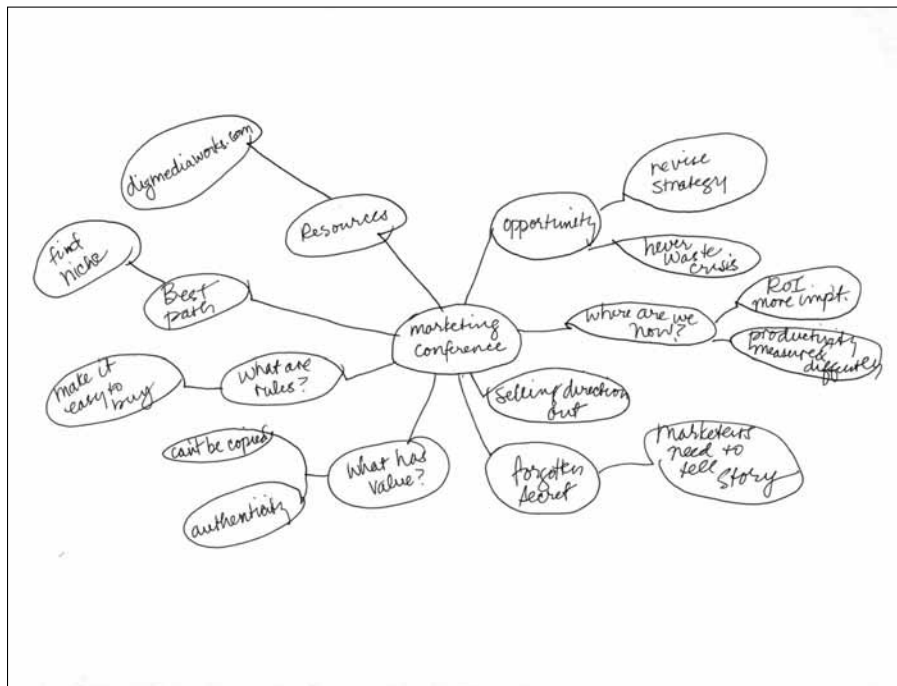 digmediaworks.com
Resources
find
niche
Best
path
make it
easy to
buy
What are
rules?
can't be copied
authenticity
What has
value?
marketing
conference
opportunity
revise
strategy
never
waste
crisis
where are we
now?
ROI
more impt.
productivity
measured
differently
Selling direction
out
forgotten
secret
marketers
need to
tell
story